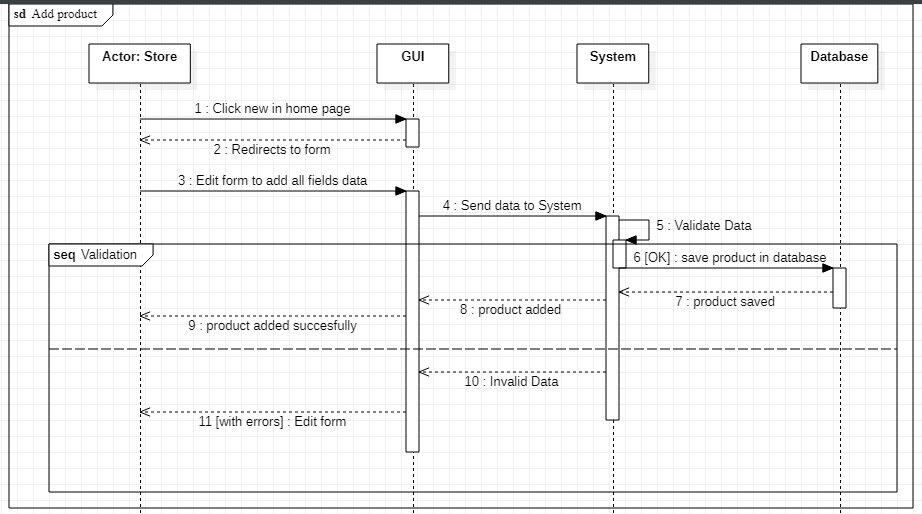 sd Add product
Actor: Store
GUI
System
Database
1 : Click new in home page
2 : Redirects to form
3 : Edit form to add all fields data
4 : Send data to System
5 : Validate Data
seq Validation
6 [OK] : save product in database
7 : product saved
8 : product added
9 : product added succesfully
10 : Invalid Data
11 [with errors] : Edit form